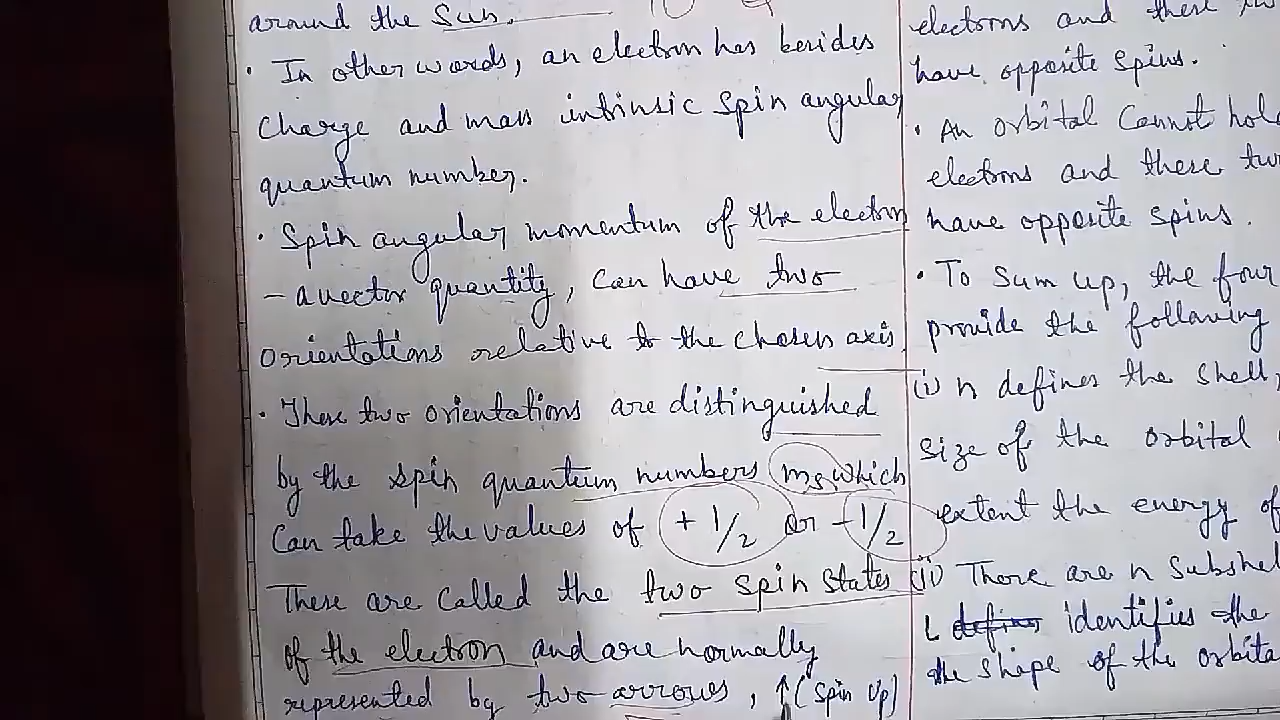 around the Sun.
• In other words, an electron has besides
charge and mass intrinsic spin angular
quantum number.
• Spin angular momentum of the electron
– a vector quantity, can have two
orientations relative to the chosen axis.
• These two orientations are distinguished
by the spin quantum numbers ms which
can take the values of + 1/2 or – 1/2
These are called the two spin states
of the electron and are normally
represented by two arrows, ↑ (spin up)
electrons and these
have opposite spins.
• An orbital cannot
electrons and these
have opposite spins.
• To sum up, the four
provide the following
(i) n defines the shell,
size of the orbital
extent the energy of
(ii) There are n
l identifies the
the shape of the